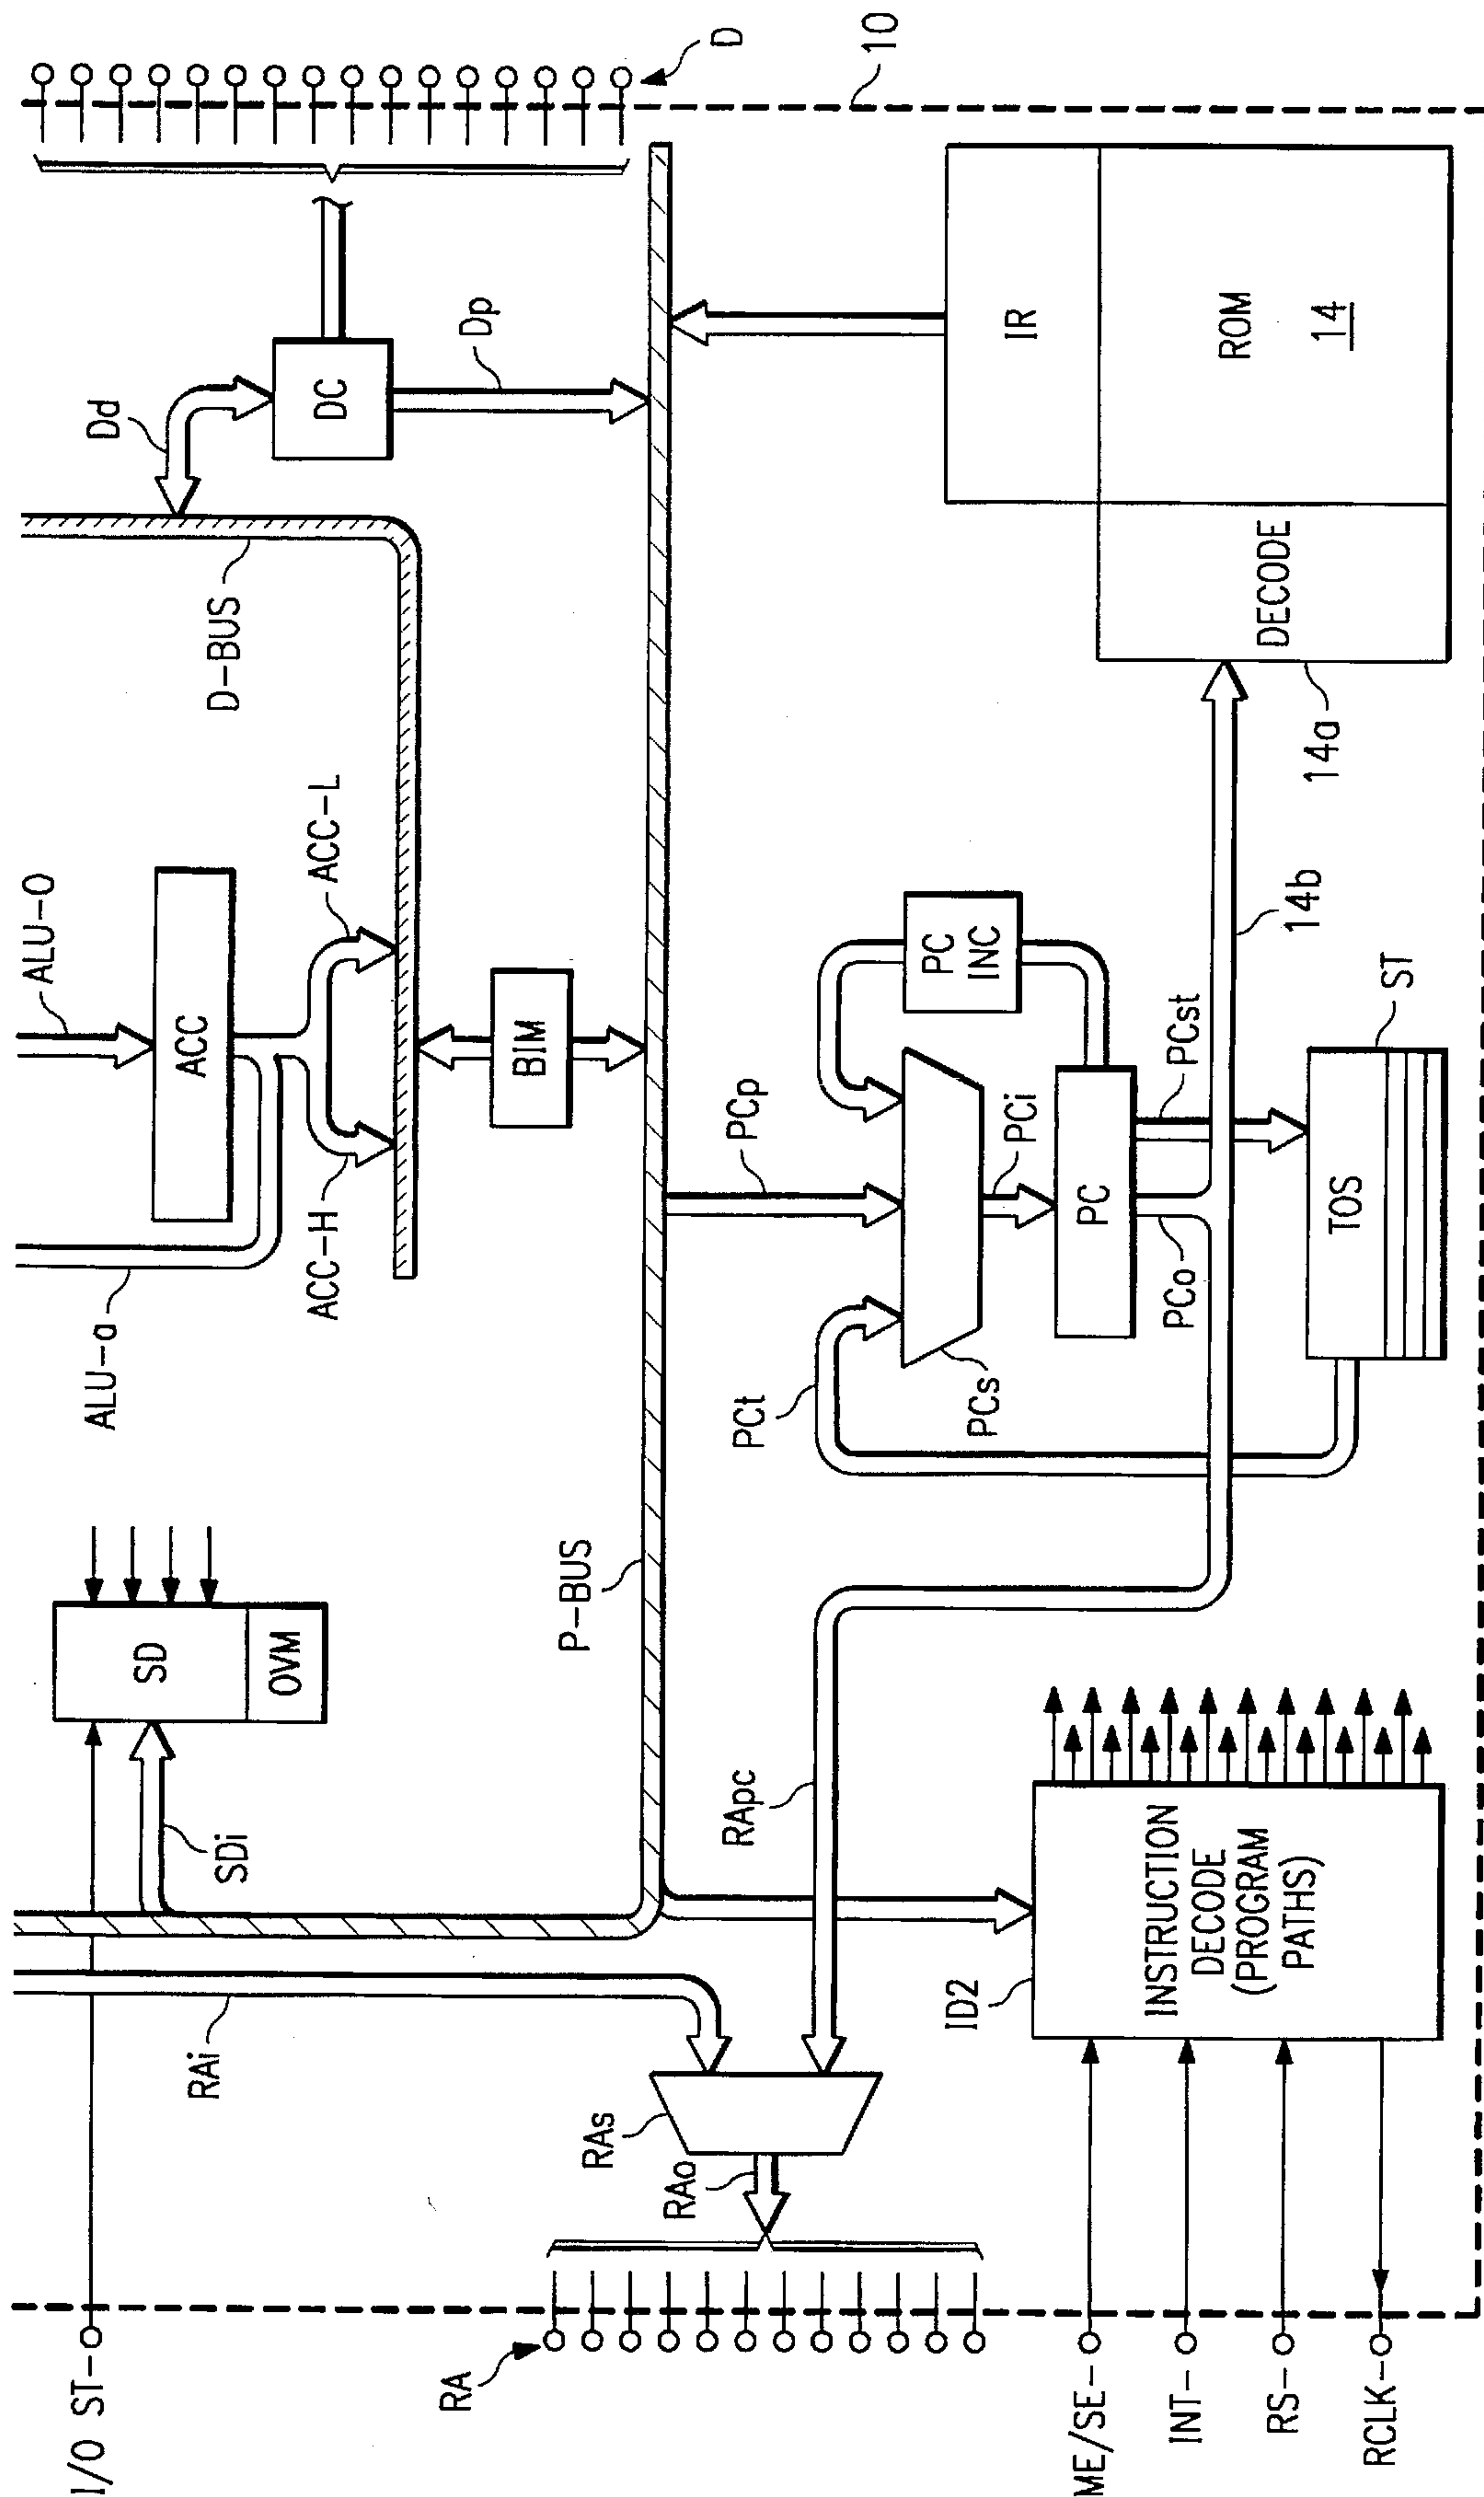 I/O ST
RAi
SDi
SD
OVM
ALU-a
ALU-O
ACC
ACC-H
ACC-L
D-BUS
Dd
DC
Dp
D
10
BIM
P-BUS
RA
RAo
RAs
RApc
PCt
PCp
PCs
PCi
PC
INC
PC
PCo
PCst
TOS
ST
14b
14a
DECODE
IR
ROM
14
ID2
INSTRUCTION
DECODE
(PROGRAM
PATHS)
ME/SE
INT
RS
RCLK